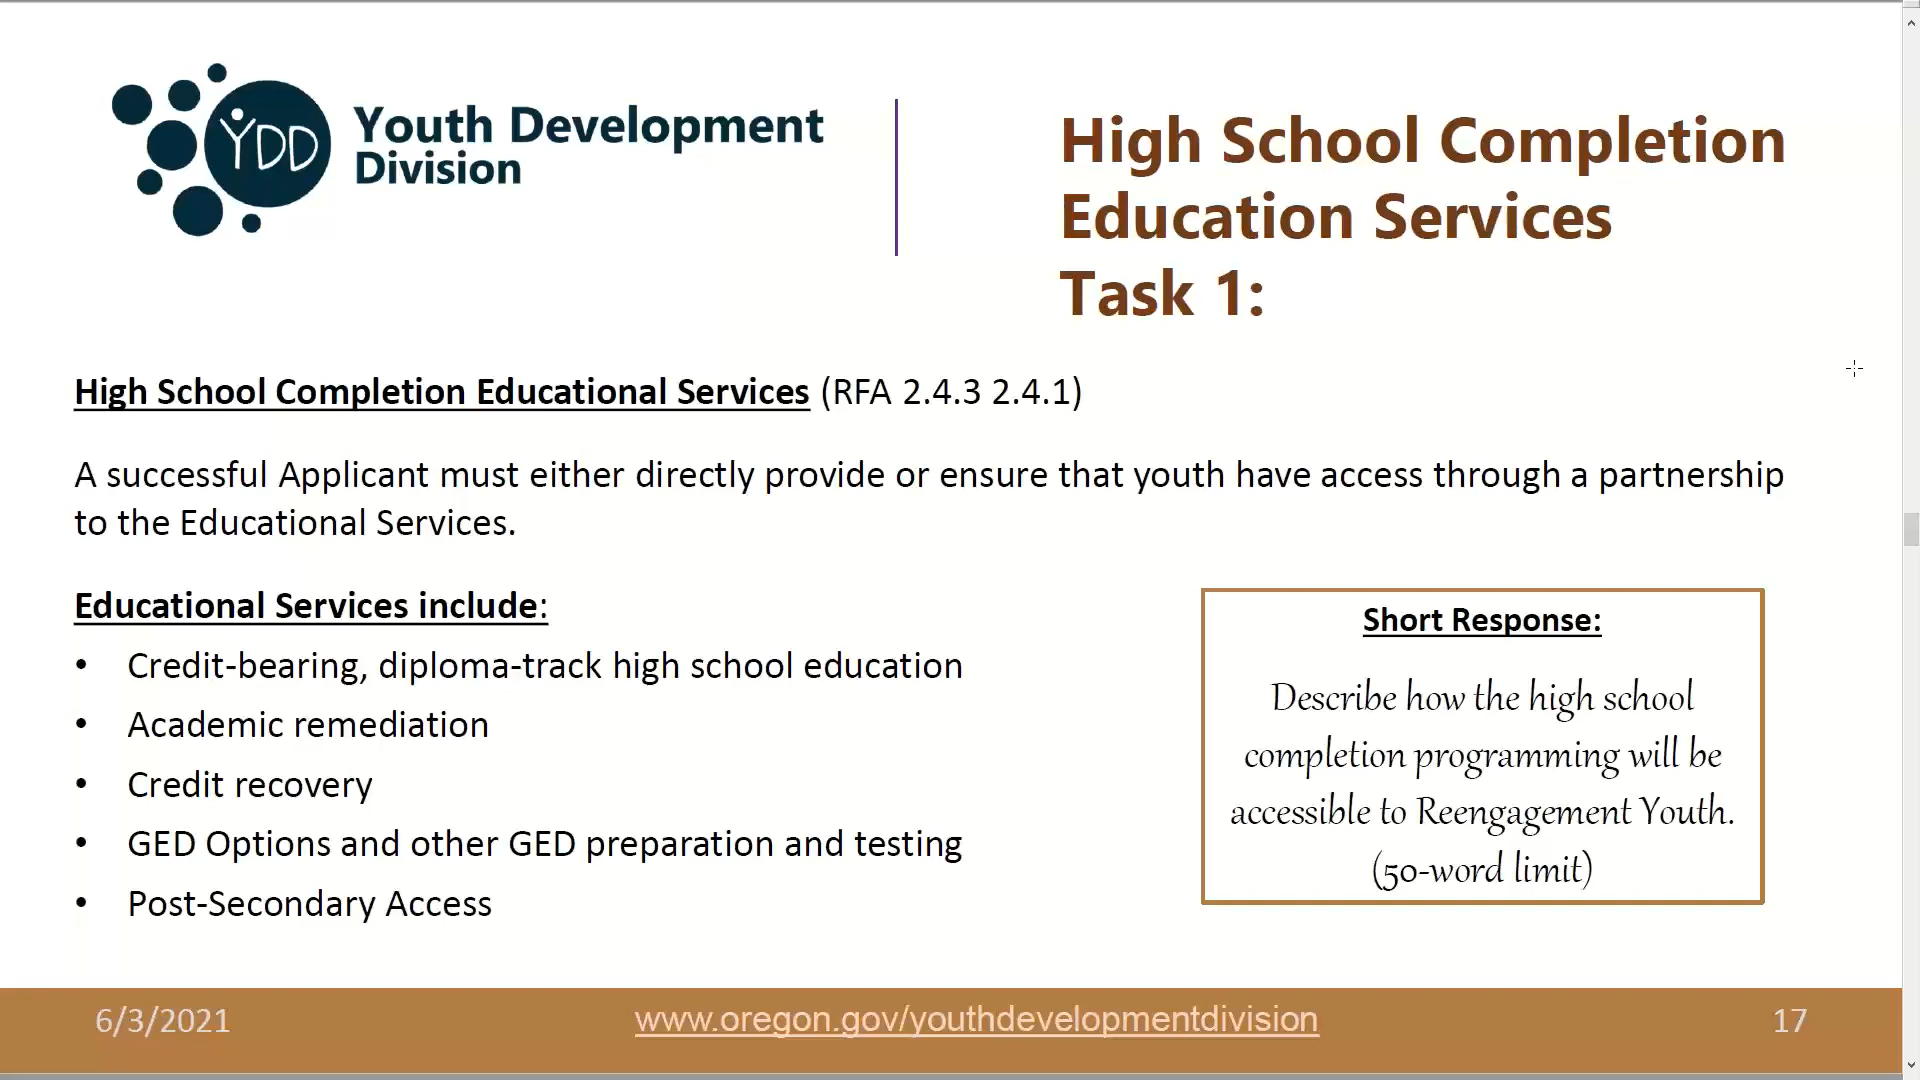 YDD
Youth Development
Division
High School Completion
Education Services
Task 1:
High School Completion Educational Services (RFA 2.4.3 2.4.1)
A successful Applicant must either directly provide or ensure that youth have access through a partnership
to the Educational Services.
Educational Services include:
• Credit-bearing, diploma-track high school education
• Academic remediation
• Credit recovery
• GED Options and other GED preparation and testing
• Post-Secondary Access
Short Response:
Describe how the high school
completion programming will be
accessible to Reengagement Youth.
(50-word limit)
6/3/2021
www.oregon.gov/youthdevelopmentdivision
17